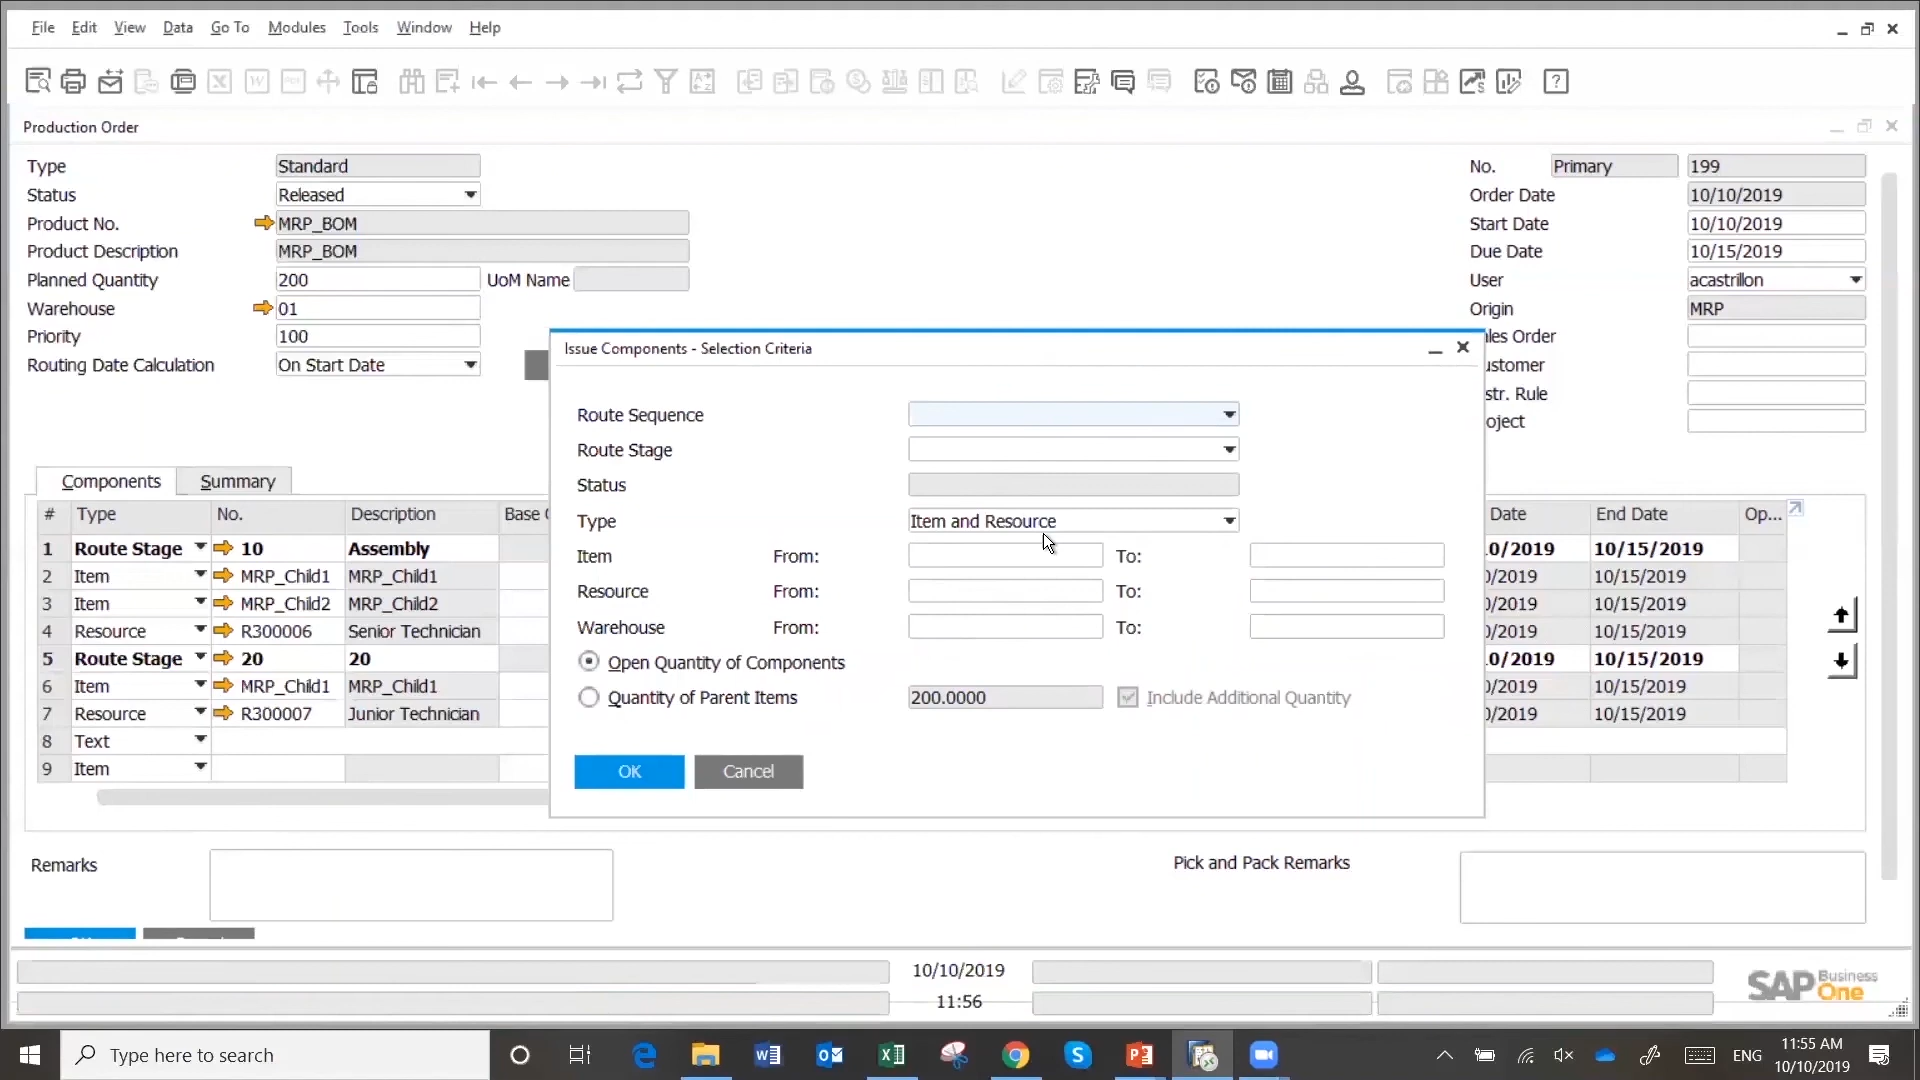 File Edit View Data Go To Modules Tools Window Help
Production Order
Type Standard
Status Released
Product No. MRP_BOM
Product Description MRP_BOM
Planned Quantity 200 UoM Name
Warehouse 01
Priority 100
Routing Date Calculation On Start Date
No. Primary 199
Order Date 10/10/2019
Start Date 10/10/2019
Due Date 10/15/2019
User acastrillon
Origin MRP
les Order
ustomer
str. Rule
oject
Issue Components - Selection Criteria
Route Sequence
Route Stage
Status
Type Item and Resource
Item From: To:
Resource From: To:
Warehouse From: To:
Open Quantity of Components
Quantity of Parent Items 200.0000 Include Additional Quantity
OK Cancel
Components Summary
# Type No. Description Base Date End Date Op...
1 Route Stage 10 Assembly 0/2019 10/15/2019
2 Item MRP_Child1 MRP_Child1 /2019 10/15/2019
3 Item MRP_Child2 MRP_Child2 /2019 10/15/2019
4 Resource R300006 Senior Technician /2019 10/15/2019
5 Route Stage 20 20 0/2019 10/15/2019
6 Item MRP_Child1 MRP_Child1 /2019 10/15/2019
7 Resource R300007 Junior Technician /2019 10/15/2019
8 Text
9 Item
Remarks
Pick and Pack Remarks
10/10/2019
11:56
SAP Business One
Type here to search
ENG
11:55 AM
10/10/2019